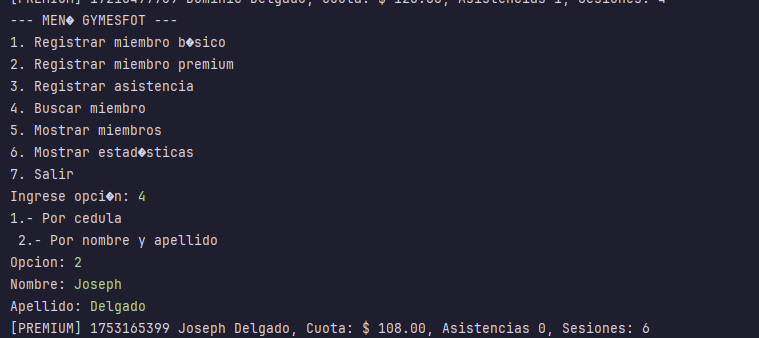 --- MEN� GYMESFOT ---
1. Registrar miembro b�sico
2. Registrar miembro premium
3. Registrar asistencia
4. Buscar miembro
5. Mostrar miembros
6. Mostrar estad�sticas
7. Salir
Ingrese opci�n: 4
1.- Por cedula
2.- Por nombre y apellido
Opcion: 2
Nombre: Joseph
Apellido: Delgado
[PREMIUM] 1753165399 Joseph Delgado, Cuota: $ 108.00, Asistencias 0, Sesiones: 6